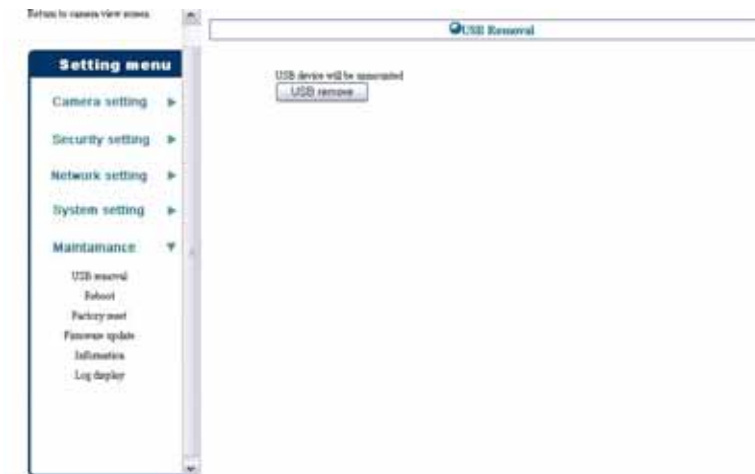 Return to camera view screen
USB Removal
Setting menu
USB device will be unmounted
USB remove
Camera setting
Security setting
Network setting
System setting
Maintainance
USB removal
Reboot
Factory reset
Firmware update
Information
Log display